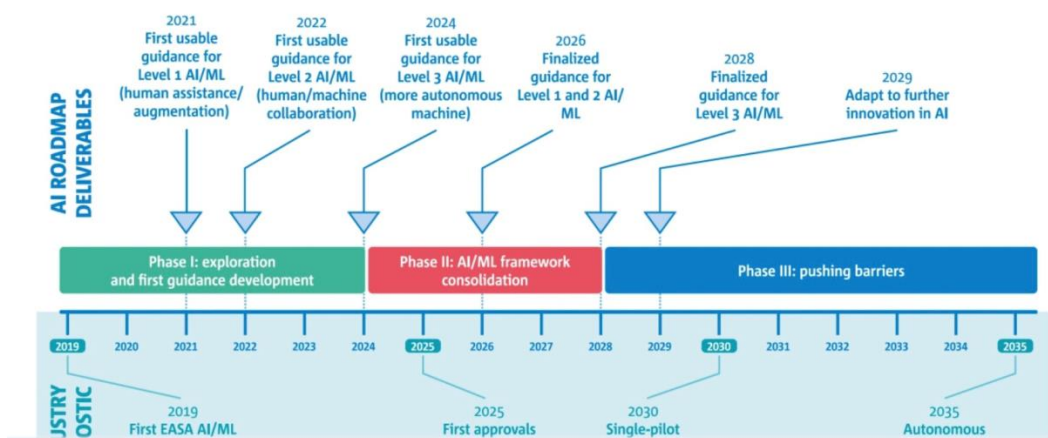 2021
First usable
guidance for
Level 1 AI/ML
(human assistance/
augmentation)
2022
First usable
guidance for
Level 2 AI/ML
(human/machine
collaboration)
2024
First usable
guidance for
Level 3 AI/ML
(more autonomous
machine)
2026
Finalized
guidance for
Level 1 and 2 AI/
ML
2028
Finalized
guidance for
Level 3 AI/ML
2029
Adapt to further
innovation in AI
AI ROADMAP
DELIVERABLES
Phase I: exploration
and first guidance development
Phase II: AI/ML framework
consolidation
Phase III: pushing barriers
2019 2020 2021 2022 2023 2024 2025 2026 2027 2028 2029 2030 2031 2032 2033 2034 2035
2019
First EASA AI/ML
2025
First approvals
2030
Single-pilot
2035
Autonomous